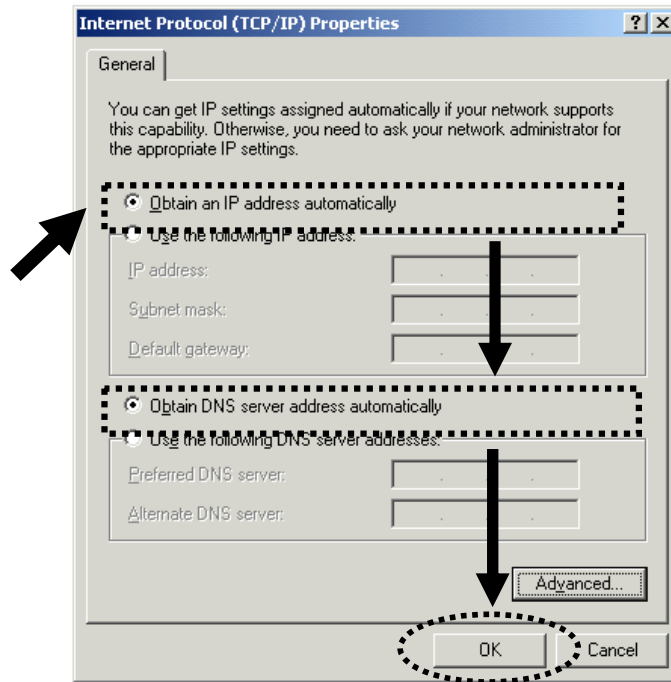 Internet Protocol (TCP/IP) Properties
General
You can get IP settings assigned automatically if your network supports
this capability. Otherwise, you need to ask your network administrator for
the appropriate IP settings.
Obtain an IP address automatically
Use the following IP address:
IP address:
Subnet mask:
Default gateway:
Obtain DNS server address automatically
Use the following DNS server addresses:
Preferred DNS server:
Alternate DNS server:
Advanced...
OK Cancel